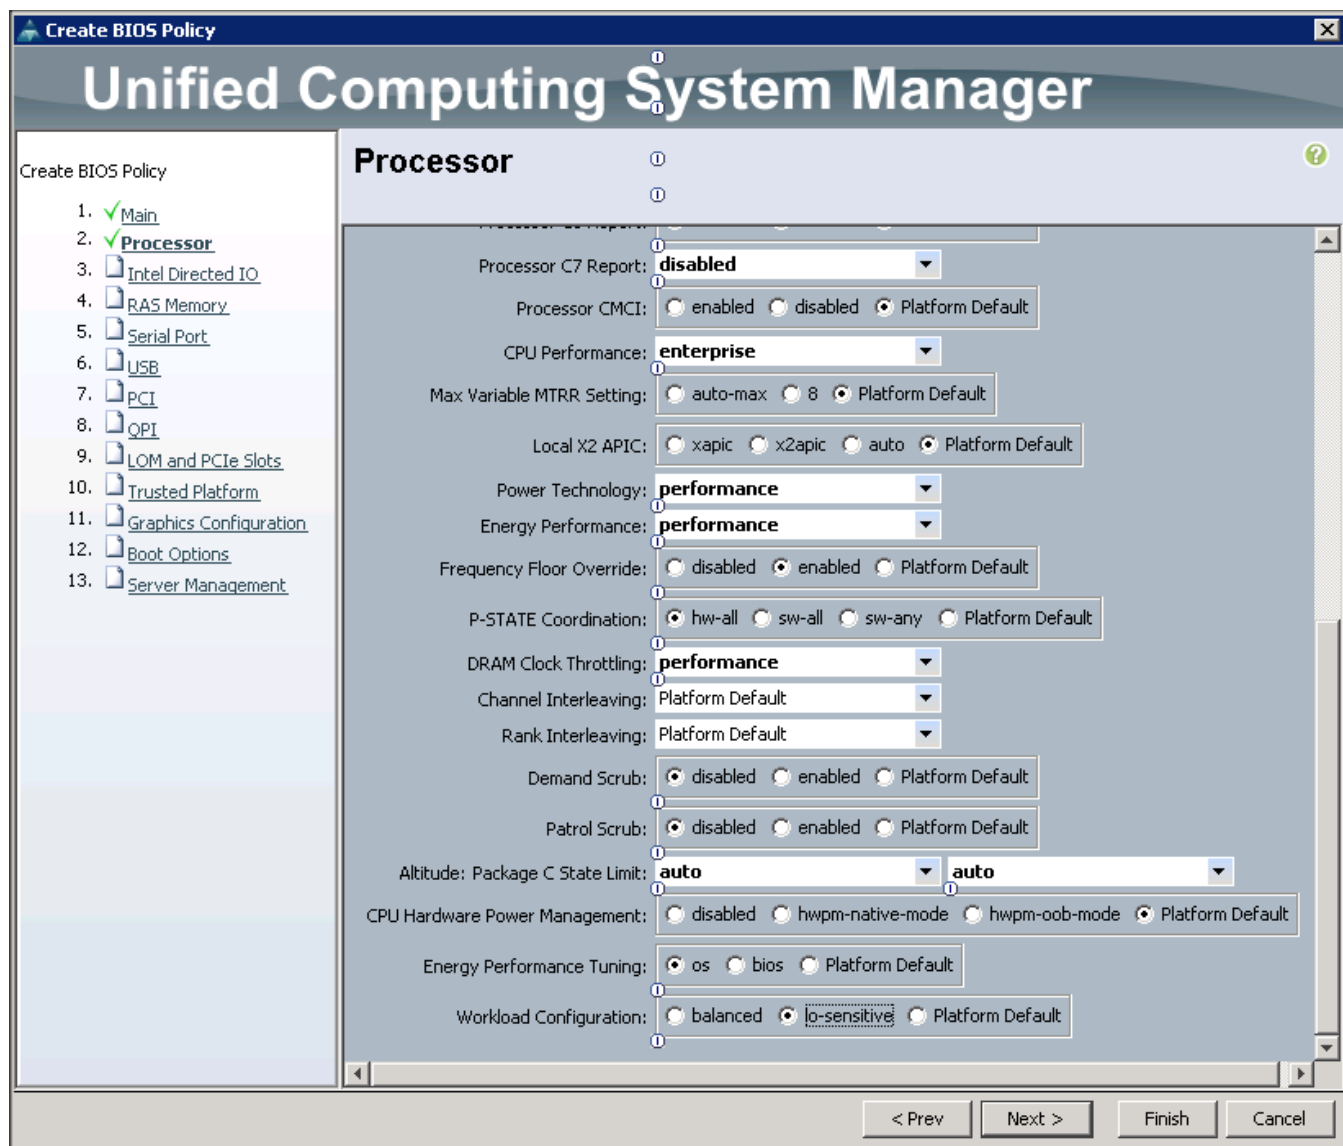 Create BIOS Policy
Unified Computing System Manager
Create BIOS Policy
1. Main
2. Processor
3. Intel Directed IO
4. RAS Memory
5. Serial Port
6. USB
7. PCI
8. QPI
9. LOM and PCIe Slots
10. Trusted Platform
11. Graphics Configuration
12. Boot Options
13. Server Management
Processor
Processor C7 Report: disabled
Processor CMCI: enabled disabled Platform Default
CPU Performance: enterprise
Max Variable MTRR Setting: auto-max 8 Platform Default
Local X2 APIC: xapic x2apic auto Platform Default
Power Technology: performance
Energy Performance: performance
Frequency Floor Override: disabled enabled Platform Default
P-STATE Coordination: hw-all sw-all sw-any Platform Default
DRAM Clock Throttling: performance
Channel Interleaving: Platform Default
Rank Interleaving: Platform Default
Demand Scrub: disabled enabled Platform Default
Patrol Scrub: disabled enabled Platform Default
Altitude: Package C State Limit: auto auto
CPU Hardware Power Management: disabled hwpm-native-mode hwpm-oob-mode Platform Default
Energy Performance Tuning: os bios Platform Default
Workload Configuration: balanced io-sensitive Platform Default
< Prev Next > Finish Cancel